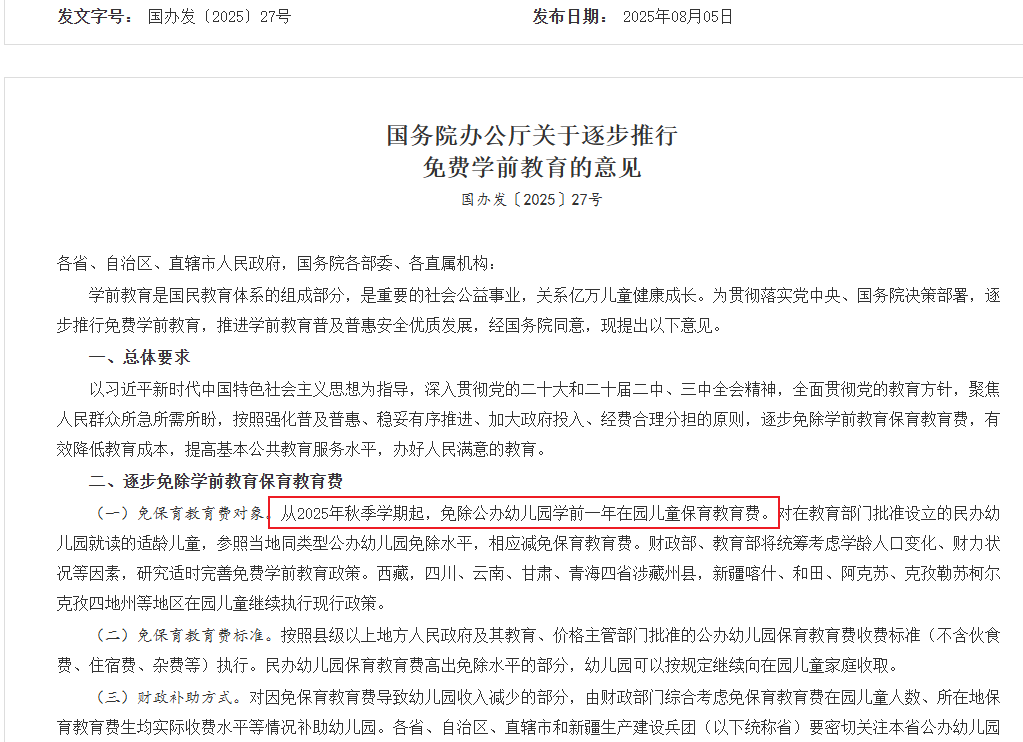 发文字号： 国办发〔2025〕27号 发布日期： 2025年08月05日
国务院办公厅关于逐步推行
免费学前教育的意见
国办发〔2025〕27号
各省、自治区、直辖市人民政府，国务院各部委、各直属机构：
学前教育是国民教育体系的组成部分，是重要的社会公益事业，关系亿万儿童健康成长。为贯彻落实党中央、国务院决策部署，逐
步推行免费学前教育，推进学前教育普及普惠安全优质发展，经国务院同意，现提出以下意见。
一、总体要求
以习近平新时代中国特色社会主义思想为指导，深入贯彻党的二十大和二十届二中、三中全会精神，全面贯彻党的教育方针，聚焦
人民群众所急所需所盼，按照强化普及普惠、稳妥有序推进、加大政府投入、经费合理分担的原则，逐步免除学前教育保育教育费，有
效降低教育成本，提高基本公共教育服务水平，办好人民满意的教育。
二、逐步免除学前教育保育教育费
（一）免保育教育费对象。从2025年秋季学期起，免除公办幼儿园学前一年在园儿童保育教育费。对在教育部门批准设立的民办幼
儿园就读的适龄儿童，参照当地同类型公办幼儿园免除水平，相应减免保育教育费。财政部、教育部将统筹考虑学龄人口变化、财力状
况等因素，研究适时完善免费学前教育政策。西藏，四川、云南、甘肃、青海四省涉藏州县，新疆喀什、和田、阿克苏、克孜勒苏柯尔
克孜四地州等地区在园儿童继续执行现行政策。
（二）免保育教育费标准。按照县级以上地方人民政府及其教育、价格主管部门批准的公办幼儿园保育教育费收费标准（不含伙食
费、住宿费、杂费等）执行。民办幼儿园保育教育费高出免除水平的部分，幼儿园可以按规定继续向在园儿童家庭收取。
（三）财政补助方式。对因免保育教育费导致幼儿园收入减少的部分，由财政部门综合考虑免保育教育费在园儿童人数、所在地保
育教育费生均实际收费水平等情况补助幼儿园。各省、自治区、直辖市和新疆生产建设兵团（以下统称省）要密切关注本省公办幼儿园